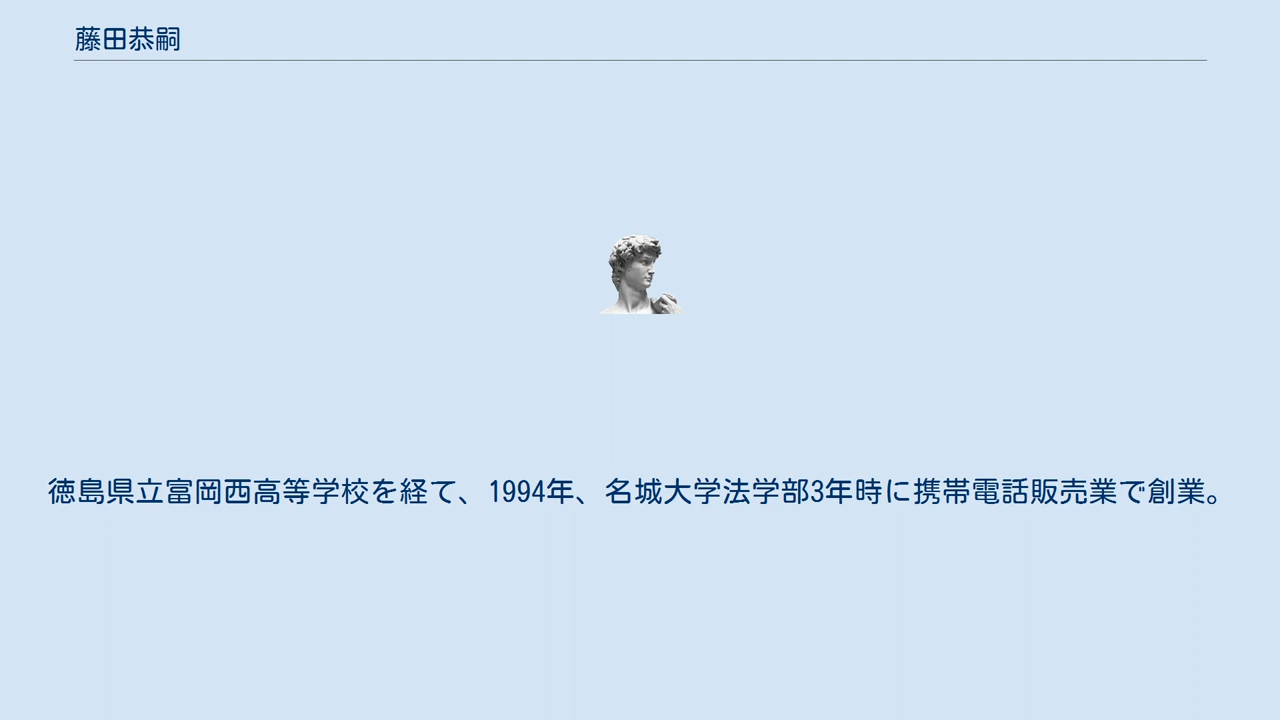 藤田恭嗣
徳島県立富岡西高等学校を経て、1994年、名城大学法学部3年時に携帯電話販売業で創業。